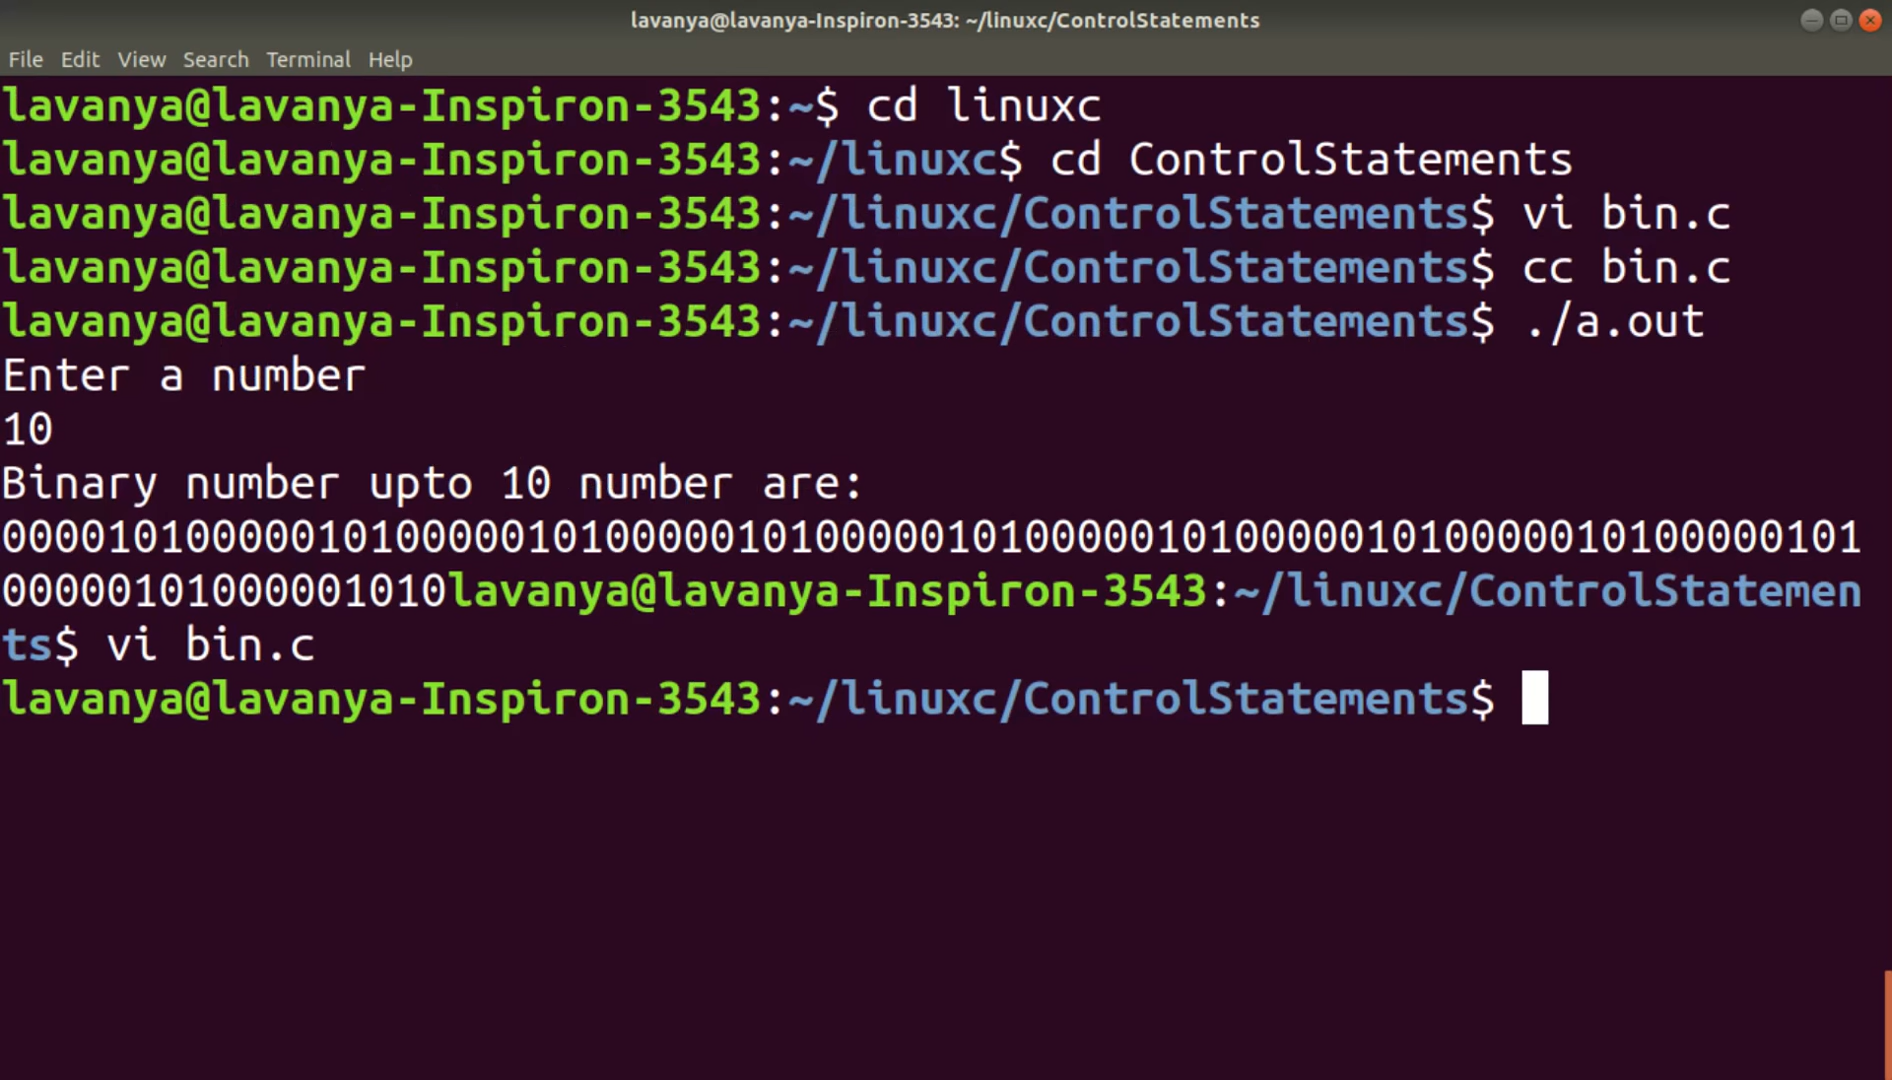 lavanya@lavanya-Inspiron-3543: ~/linuxc/ControlStatements
File Edit View Search Terminal Help
lavanya@lavanya-Inspiron-3543:~$ cd linuxc
lavanya@lavanya-Inspiron-3543:~/linuxc$ cd ControlStatements
lavanya@lavanya-Inspiron-3543:~/linuxc/ControlStatements$ vi bin.c
lavanya@lavanya-Inspiron-3543:~/linuxc/ControlStatements$ cc bin.c
lavanya@lavanya-Inspiron-3543:~/linuxc/ControlStatements$ ./a.out
Enter a number
10
Binary number upto 10 number are:
00001010000010100000101000001010000010100000101000001010000010100000101
00000101000001010lavanya@lavanya-Inspiron-3543:~/linuxc/ControlStatemen
ts$ vi bin.c
lavanya@lavanya-Inspiron-3543:~/linuxc/ControlStatements$